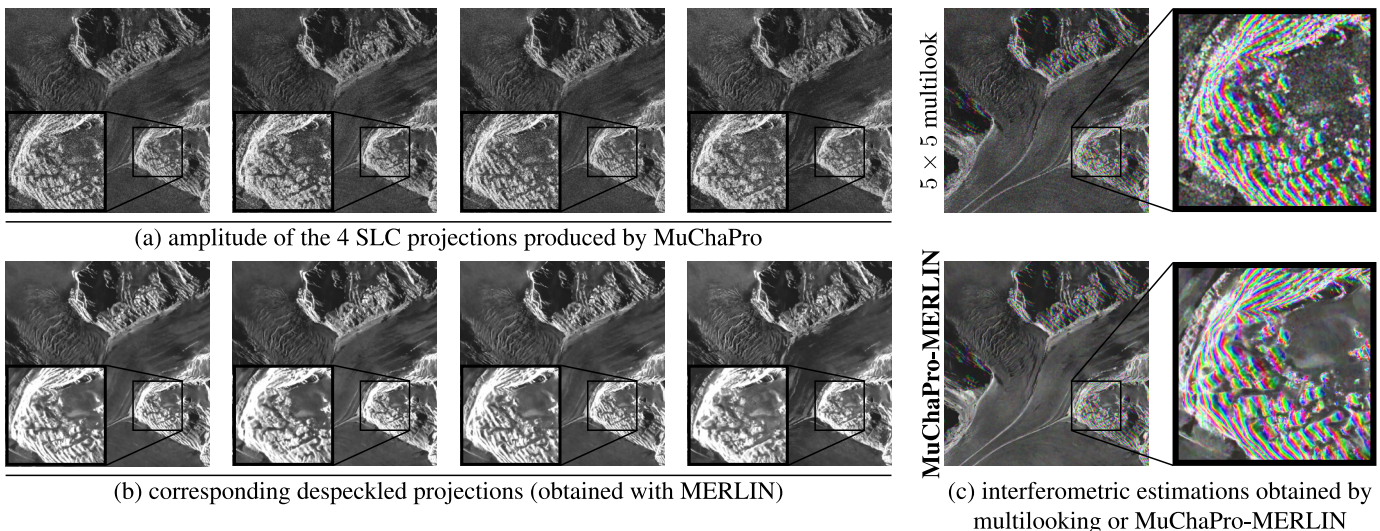 (a) amplitude of the 4 SLC projections produced by MuChaPro
(b) corresponding despeckled projections (obtained with MERLIN)
5 × 5 multilook
MuChaPro-MERLIN
(c) interferometric estimations obtained by
multilooking or MuChaPro-MERLIN